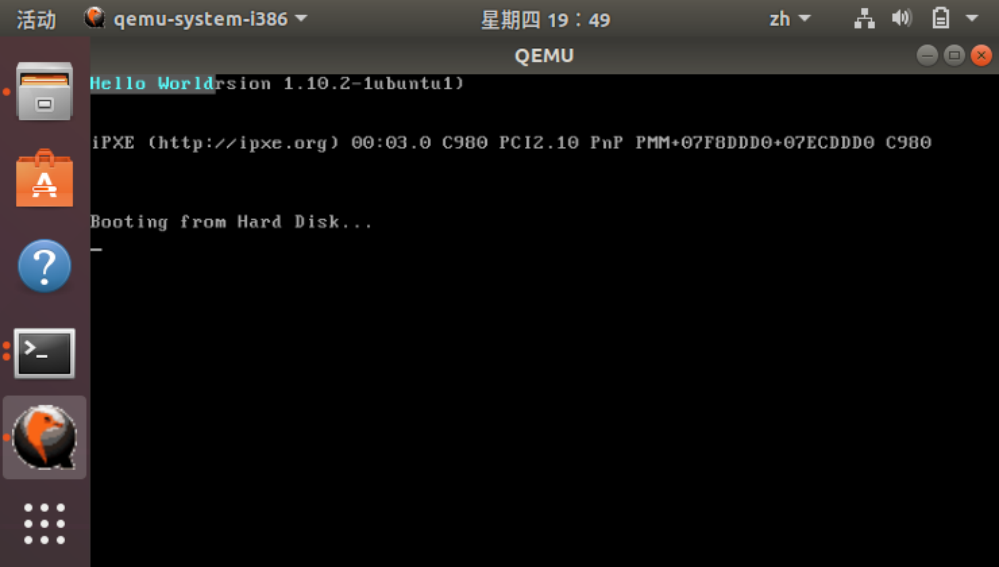 活动 qemu-system-i386 星期四 19:49 zh
QEMU
Hello Worldrsion 1.10.2-1ubuntu1)
iPXE (http://ipxe.org) 00:03.0 C980 PCI2.10 PnP PMM+07F8DDD0+07ECDDD0 C980
Booting from Hard Disk...